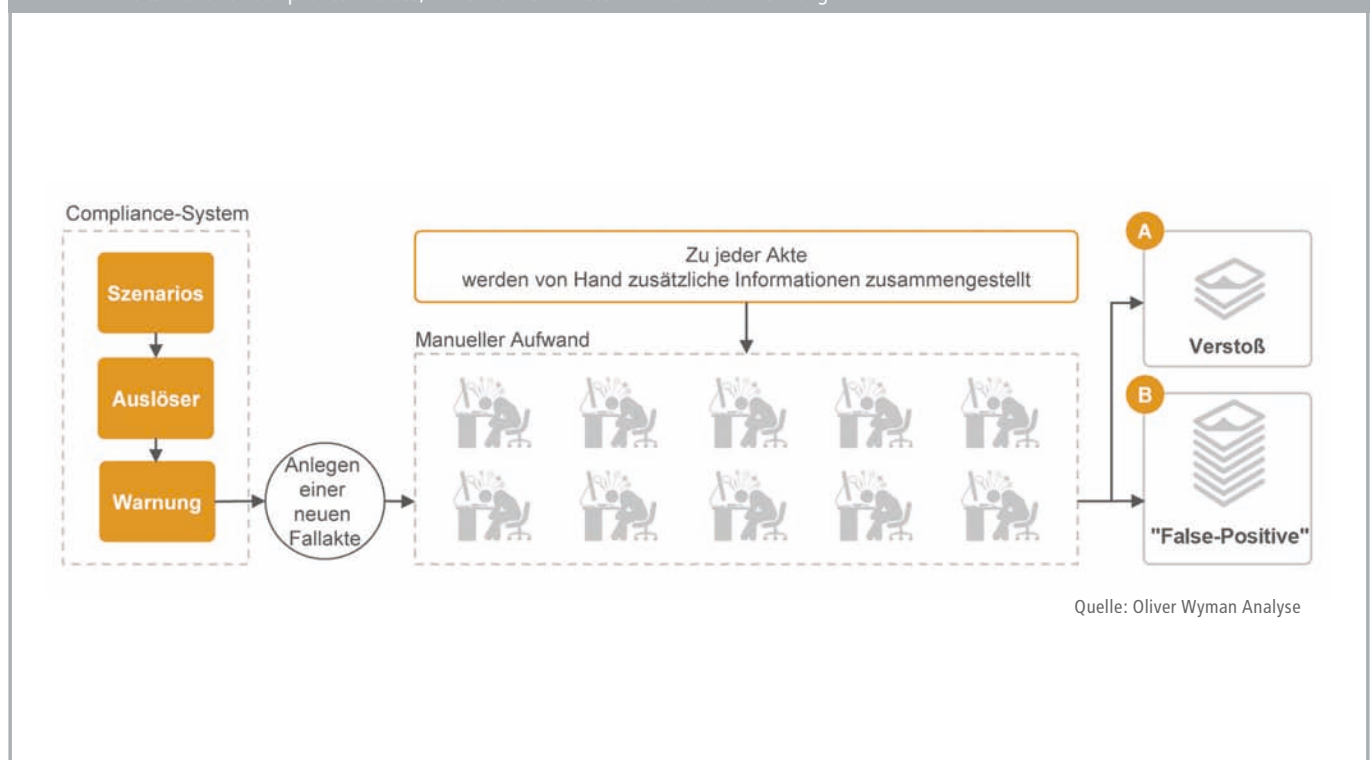 Compliance-System
Szenarios
Auslöser
Warnung
Anlegen
einer
neuen
Fallakte
Zu jeder Akte
werden von Hand zusätzliche Informationen zusammengestellt
Manueller Aufwand
A
Verstoß
B
"False-Positive"
Quelle: Oliver Wyman Analyse